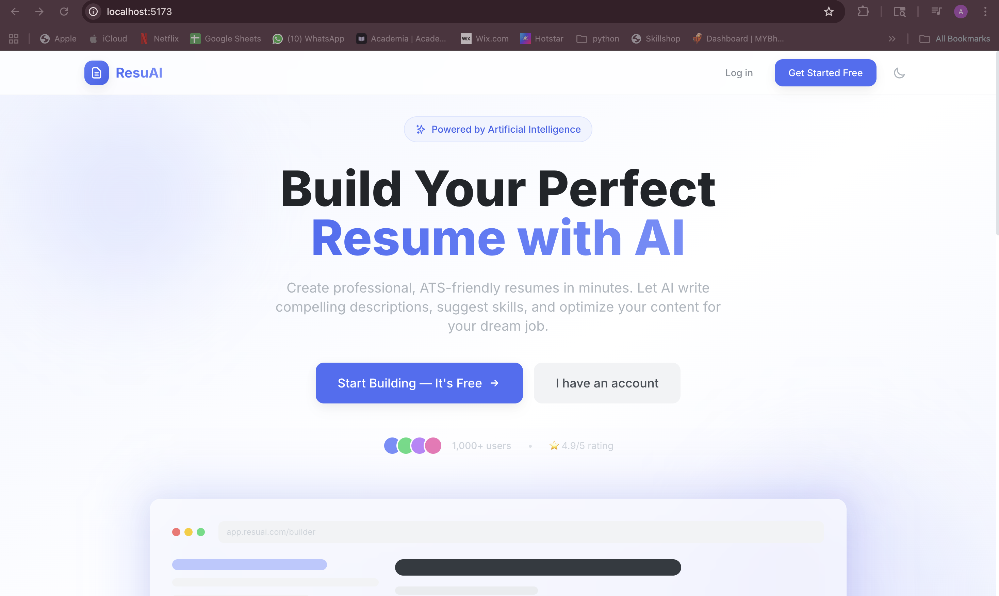 localhost:5173
Apple iCloud Netflix Google Sheets (10) WhatsApp Academia | Acade... WIX Wix.com Hotstar python Skillshop Dashboard | MYBh... All Bookmarks
A
ResuAI
Log in
Get Started Free
Powered by Artificial Intelligence
Build Your Perfect
Resume with AI
Create professional, ATS-friendly resumes in minutes. Let AI write
compelling descriptions, suggest skills, and optimize your content for
your dream job.
Start Building — It's Free →
I have an account
1,000+ users • ⭐ 4.9/5 rating
app.resuai.com/builder